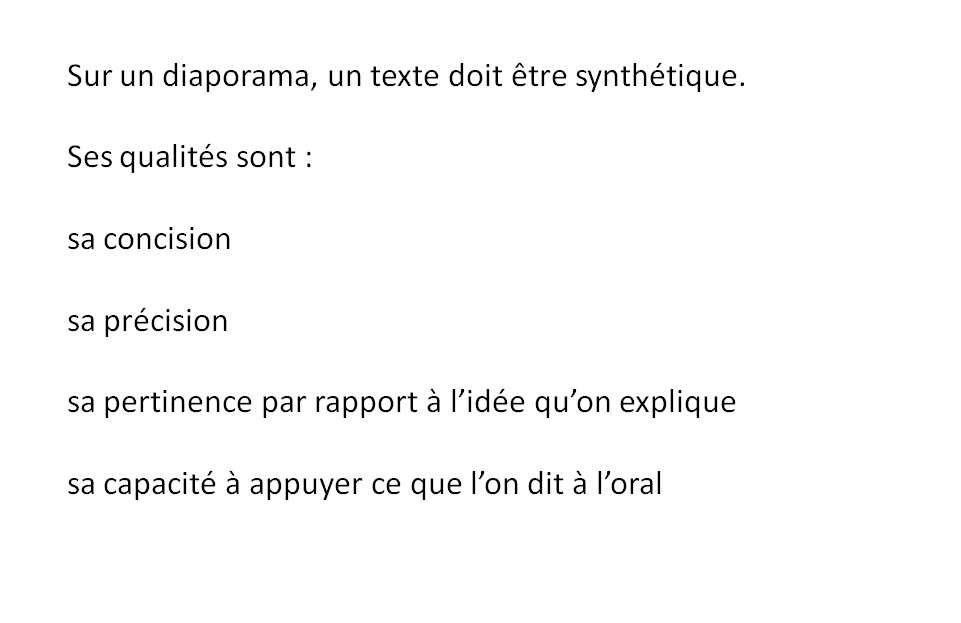 Sur un diaporama, un texte doit être synthétique.
Ses qualités sont :
sa concision
sa précision
sa pertinence par rapport à l’idée qu’on explique
sa capacité à appuyer ce que l’on dit à l’oral